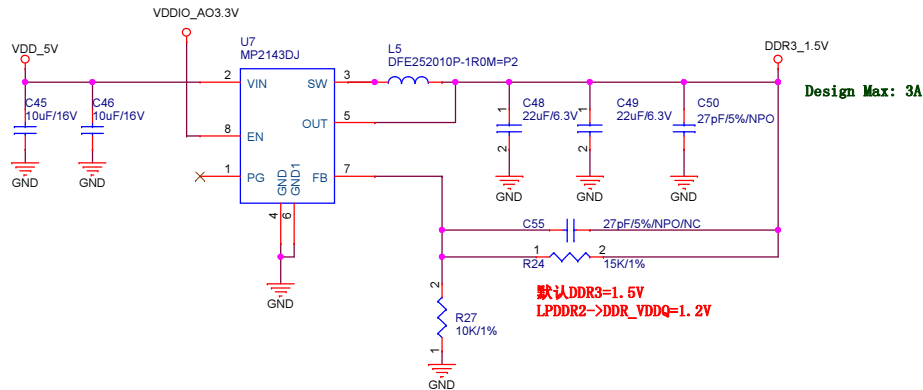 VDDIO_AO3.3V
VDD_5V
U7
MP2143DJ
L5
DFE252010P-1R0M=P2
DDR3_1.5V
Design Max: 3A
2
VIN
SW
3
C45
10uF/16V
C46
10uF/16V
C48
22uF/6.3V
1
2
C49
22uF/6.3V
1
2
C50
27pF/5%/NPO
OUT
5
8
EN
1
PG
FB
7
GND
GND1
4
6
GND
GND
GND
GND
GND
GND
C55
27pF/5%/NPO/NC
1
2
R24
15K/1%
默认DDR3=1.5V
LPDDR2->DDR_VDDQ=1.2V
2
R27
10K/1%
1
GND